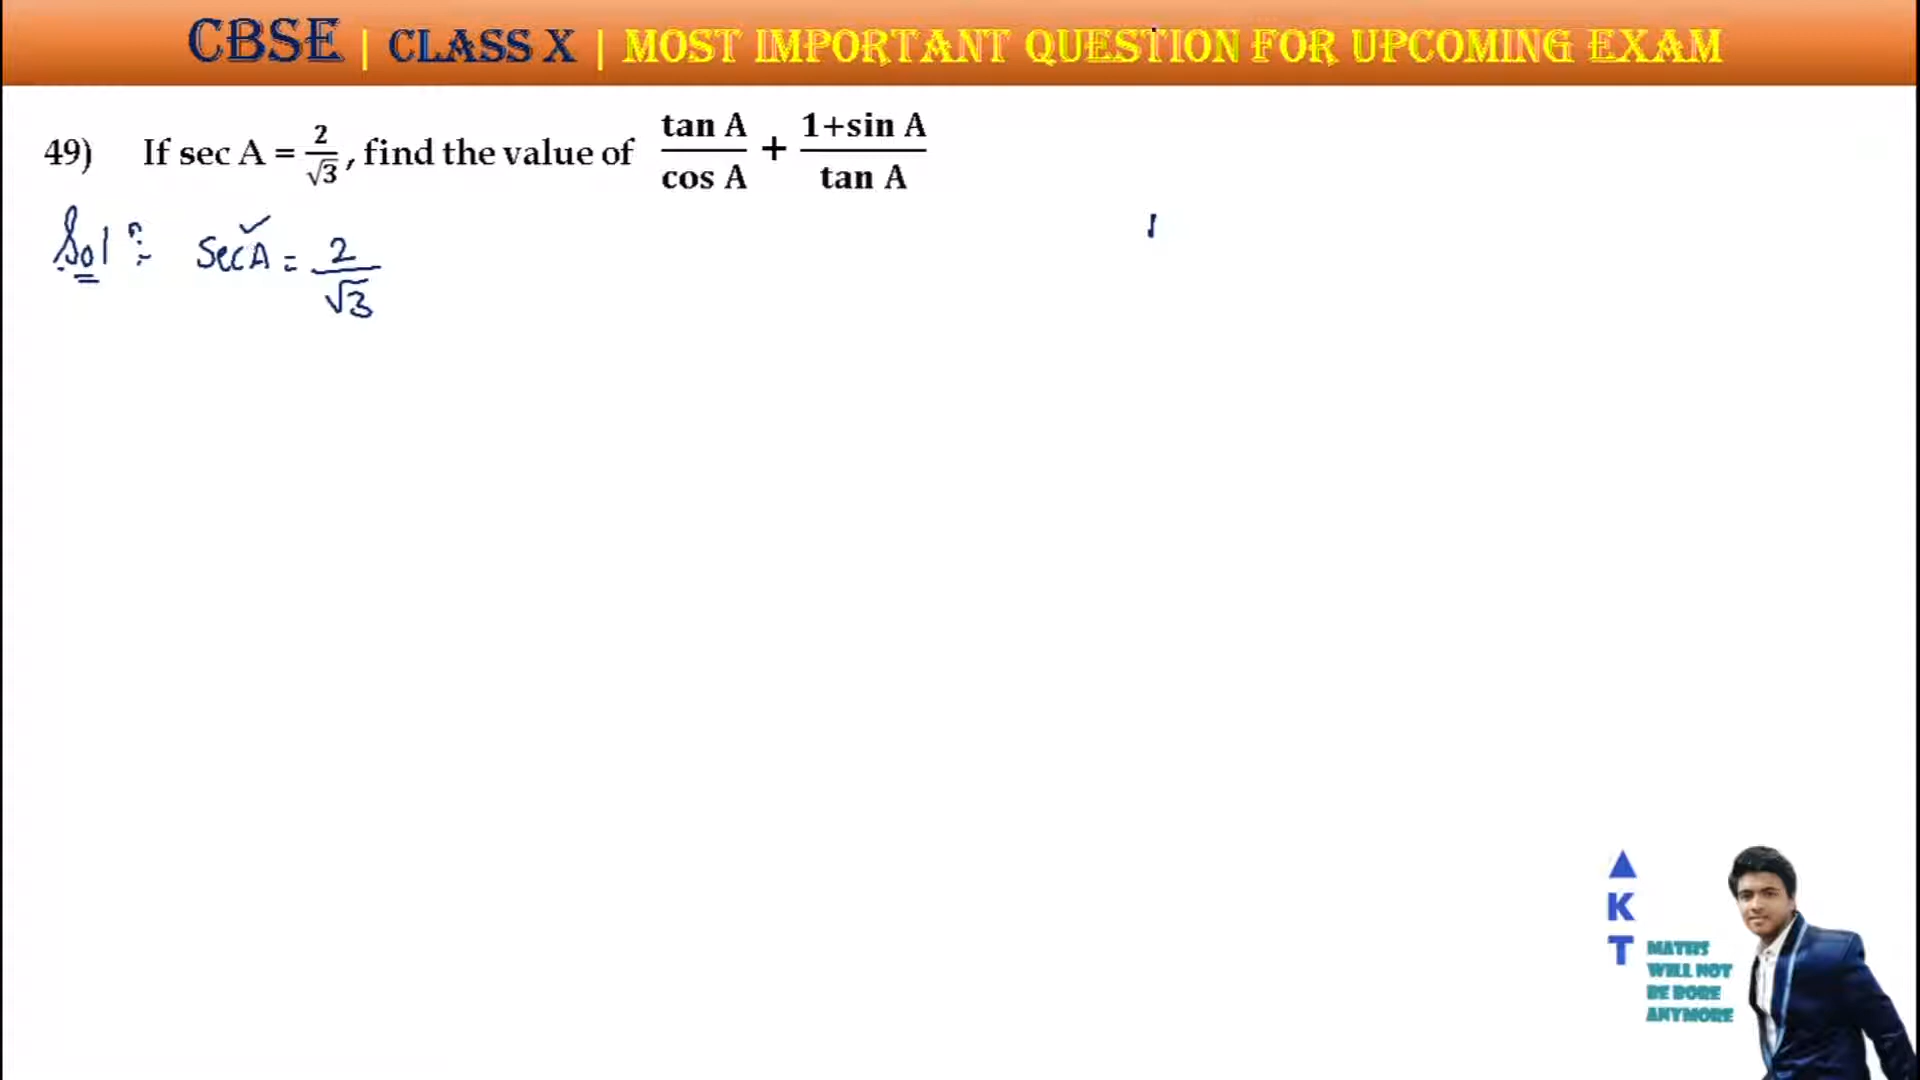 CBSE | CLASS X | MOST IMPORTANT QUESTION FOR UPCOMING EXAM
49) If sec A = 2/√3 , find the value of tan A/cos A + 1+sin A/tan A
Sol : Sec A = 2/√3
A
K
T
MATHS
WILL NOT
BE BORE
ANYMORE